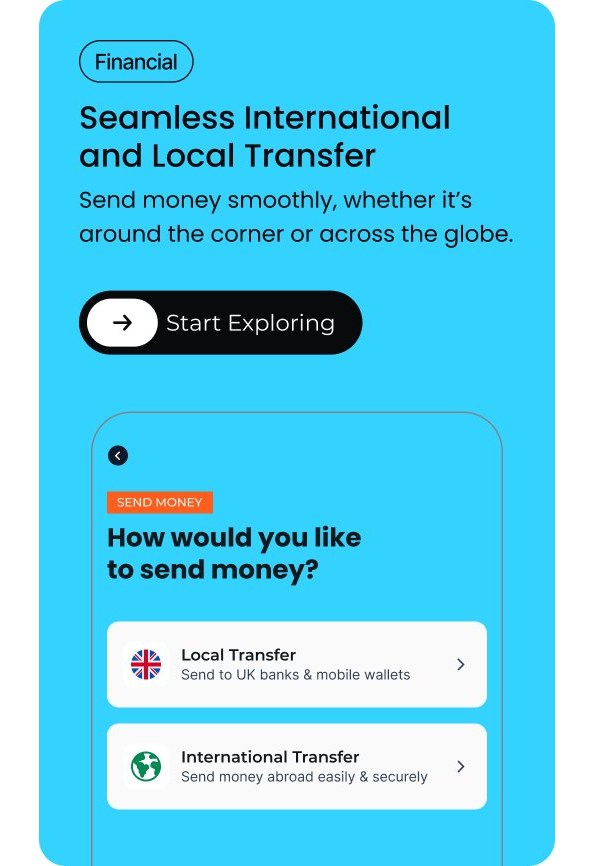 Financial
Seamless International
and Local Transfer
Send money smoothly, whether it’s
around the corner or across the globe.
Start Exploring
SEND MONEY
How would you like
to send money?
Local Transfer
Send to UK banks & mobile wallets
International Transfer
Send money abroad easily & securely